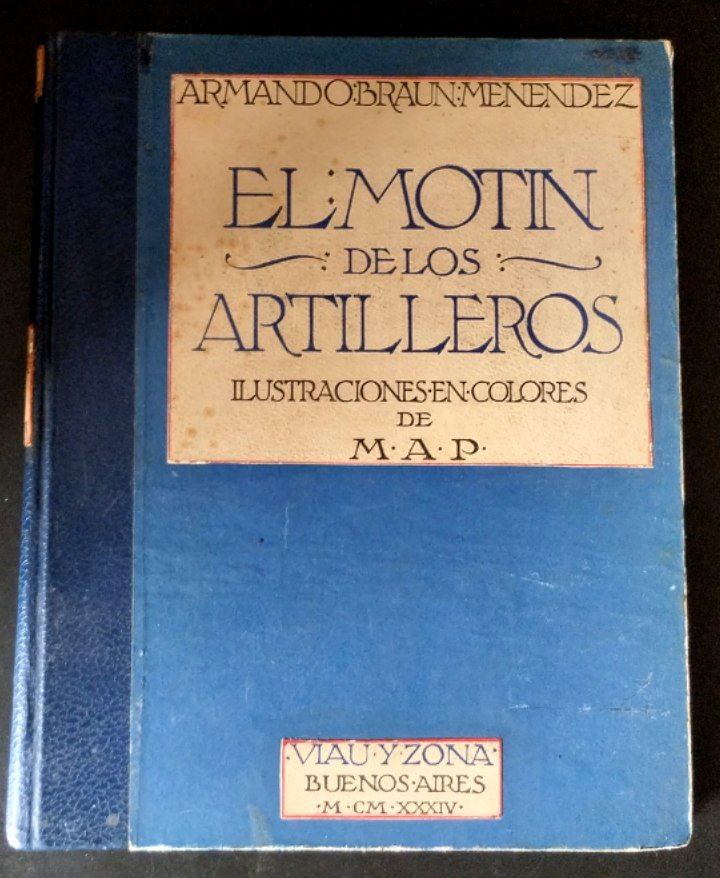 ARMANDO:BRAUN:MENENDEZ
EL:MOTIN
:DE LOS:
ARTILLEROS
ILUSTRACIONES·EN·COLORES
DE
M·A·P·
·VIAU·Y·ZONA·
BUENOS·AIRES
·M·CM·XXXIV·